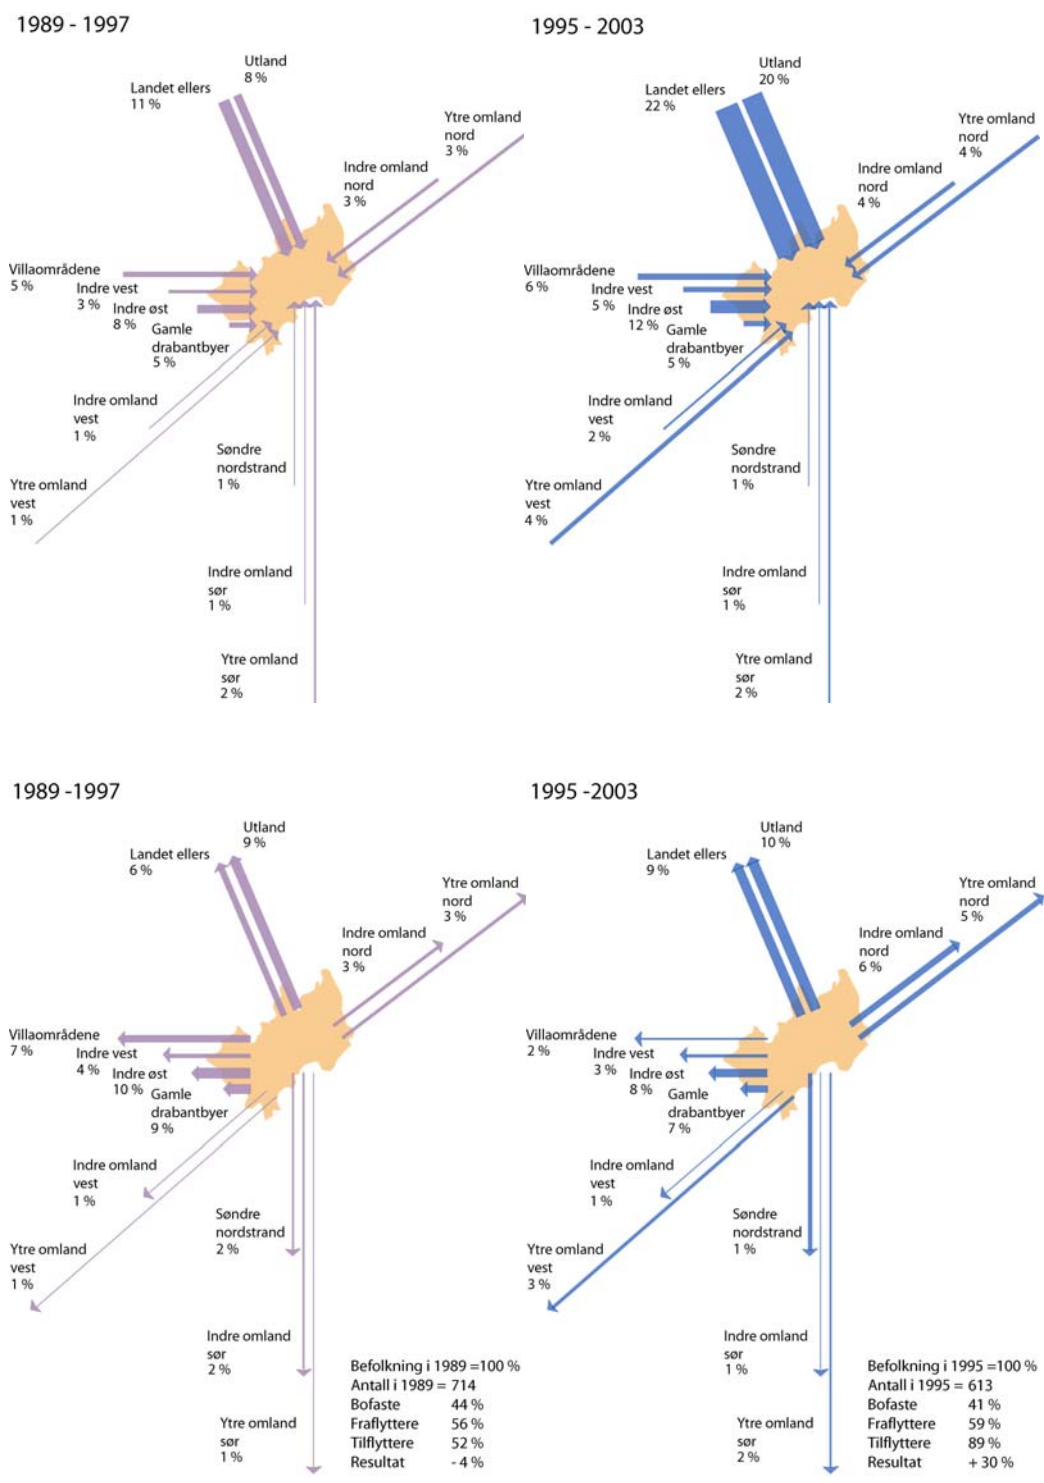 1989 - 1997
Utland
8 %
Landet ellers
11 %
Ytre omland
nord
3 %
Indre omland
nord
3 %
Villaområdene
5 %
Indre vest
3 %
Indre øst
8 %
Gamle
drabantbyer
5 %
Indre omland
vest
1 %
Søndre
nordstrand
1 %
Ytre omland
vest
1 %
Indre omland
sør
1 %
Ytre omland
sør
2 %
1995 - 2003
Utland
20 %
Landet ellers
22 %
Ytre omland
nord
4 %
Indre omland
nord
4 %
Villaområdene
6 %
Indre vest
5 %
Indre øst
12 %
Gamle
drabantbyer
5 %
Indre omland
vest
2 %
Søndre
nordstrand
1 %
Ytre omland
vest
4 %
Indre omland
sør
1 %
Ytre omland
sør
2 %
1989 -1997
Utland
9 %
Landet ellers
6 %
Ytre omland
nord
3 %
Indre omland
nord
3 %
Villaområdene
7 %
Indre vest
4 %
Indre øst
10 %
Gamle
drabantbyer
9 %
Indre omland
vest
1 %
Søndre
nordstrand
2 %
Ytre omland
vest
1 %
Indre omland
sør
2 %
Ytre omland
sør
1 %
Befolkning i 1989 =100 %
Antall i 1989 = 714
Bofaste 44 %
Fraflyttere 56 %
Tilflyttere 52 %
Resultat - 4 %
1995 -2003
Utland
10 %
Landet ellers
9 %
Ytre omland
nord
5 %
Indre omland
nord
6 %
Villaområdene
2 %
Indre vest
3 %
Indre øst
8 %
Gamle
drabantbyer
7 %
Indre omland
vest
1 %
Søndre
nordstrand
1 %
Ytre omland
vest
3 %
Indre omland
sør
1 %
Ytre omland
sør
2 %
Befolkning i 1995 =100 %
Antall i 1995 = 613
Bofaste 41 %
Fraflyttere 59 %
Tilflyttere 89 %
Resultat + 30 %